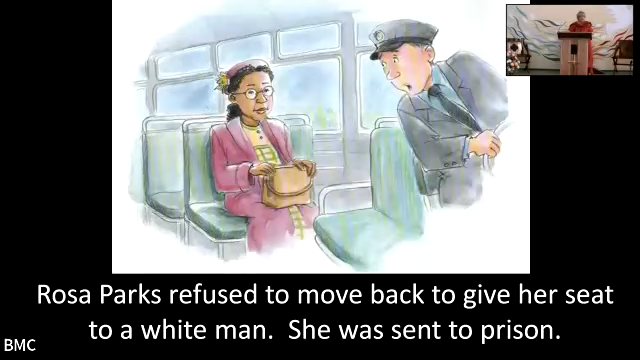 Rosa Parks refused to move back to give her seat
to a white man.  She was sent to prison.
BMC